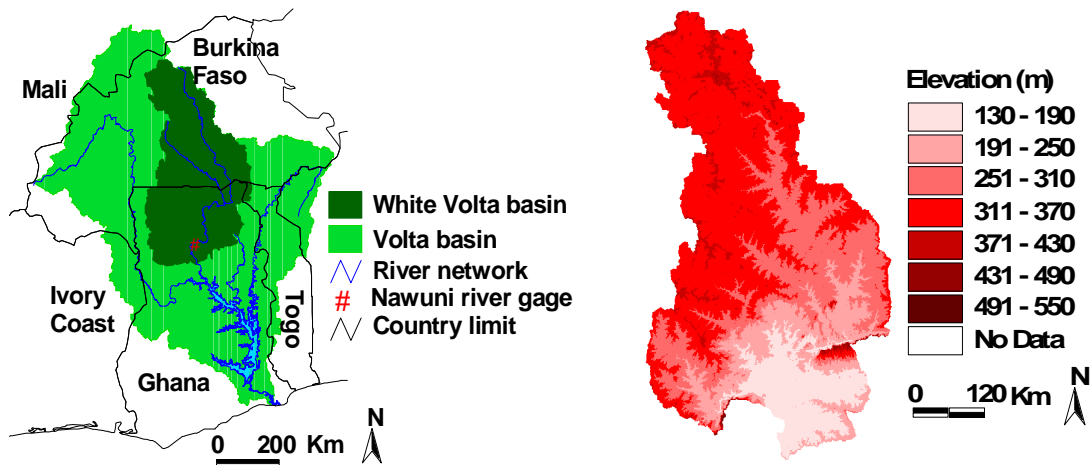 Burkina
Faso
Mali
White Volta basin
Volta basin
River network
# Nawuni river gage
Country limit
#
Ivory
Coast
Togo
Ghana
N
0 200 Km
Elevation (m)
130 - 190
191 - 250
251 - 310
311 - 370
371 - 430
431 - 490
491 - 550
No Data
N
0 120 Km